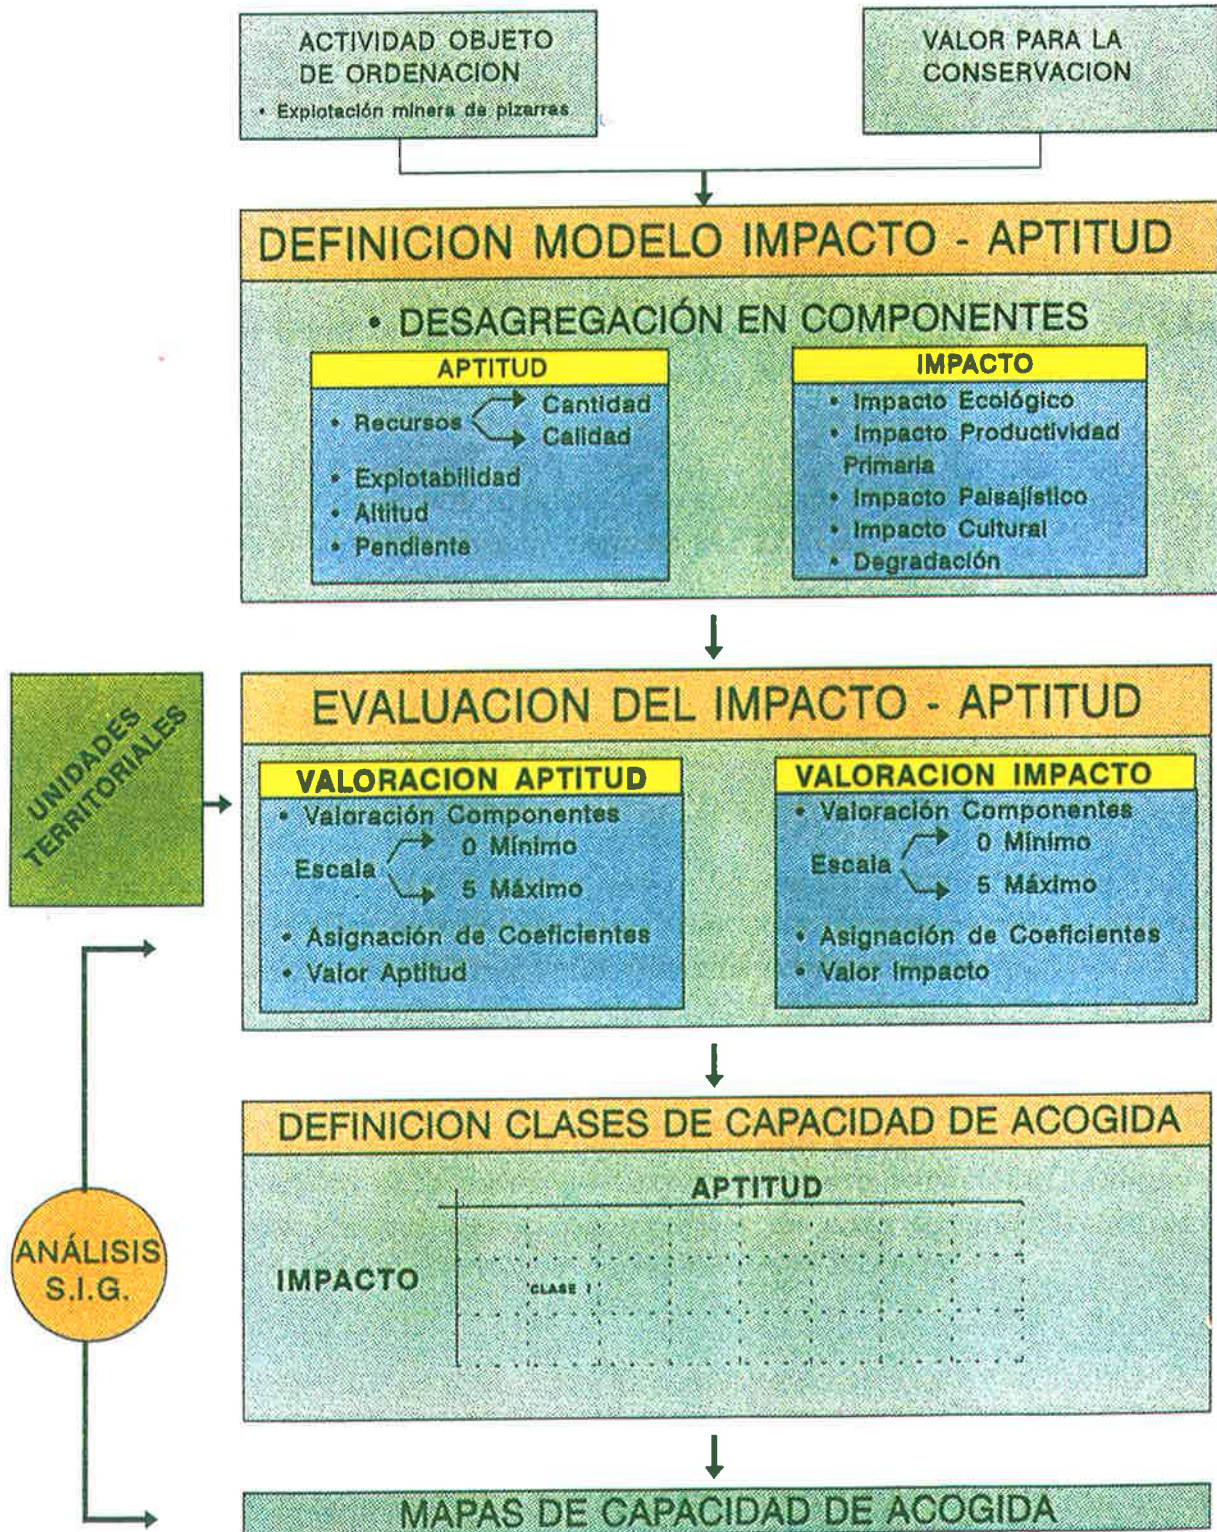 ACTIVIDAD OBJETO
DE ORDENACION
• Explotación minera de pizarras
VALOR PARA LA
CONSERVACION
DEFINICION MODELO IMPACTO - APTITUD
• DESAGREGACIÓN EN COMPONENTES
APTITUD
• Recursos
Cantidad
Calidad
• Explotabilidad
• Altitud
• Pendiente
IMPACTO
• Impacto Ecológico
• Impacto Productividad
Primaria
• Impacto Paisajístico
• Impacto Cultural
• Degradación
UNIDADES
TERRITORIALES
EVALUACION DEL IMPACTO - APTITUD
VALORACION APTITUD
• Valoración Componentes
Escala
0 Mínimo
5 Máximo
• Asignación de Coeficientes
• Valor Aptitud
VALORACION IMPACTO
• Valoración Componentes
Escala
0 Mínimo
5 Máximo
• Asignación de Coeficientes
• Valor Impacto
DEFINICION CLASES DE CAPACIDAD DE ACOGIDA
APTITUD
IMPACTO
CLASE I
ANÁLISIS
S.I.G.
MAPAS DE CAPACIDAD DE ACOGIDA